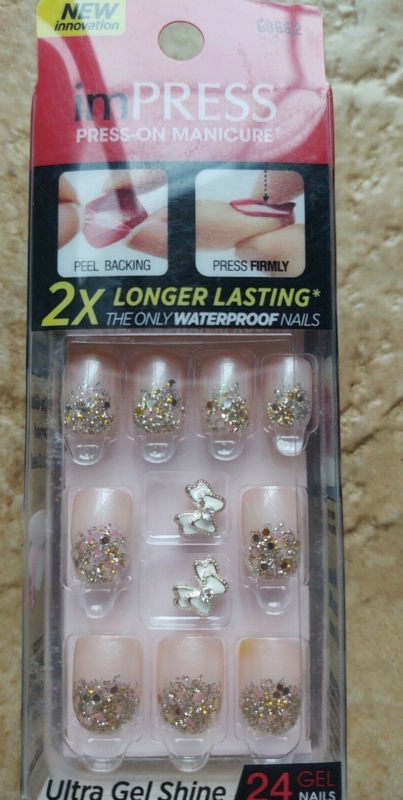 NEW
innovation
60662
imPRESS
PRESS-ON MANICURE
PEEL BACKING
PRESS FIRMLY
2X LONGER LASTING*
THE ONLY WATERPROOF NAILS
Ultra Gel Shine
24 GEL
NAILS